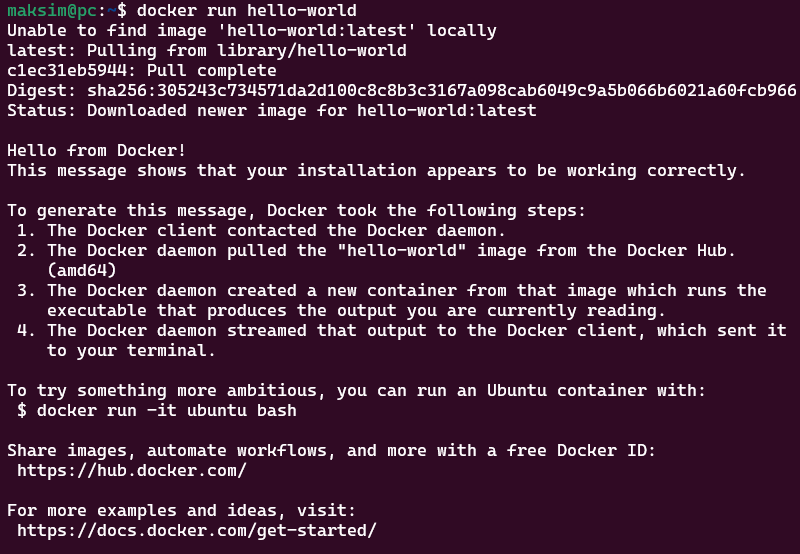 maksim@pc:~$ docker run hello-world
Unable to find image 'hello-world:latest' locally
latest: Pulling from library/hello-world
c1ec31eb5944: Pull complete
Digest: sha256:305243c734571da2d100c8c8b3c3167a098cab6049c9a5b066b6021a60fcb966
Status: Downloaded newer image for hello-world:latest

Hello from Docker!
This message shows that your installation appears to be working correctly.

To generate this message, Docker took the following steps:
 1. The Docker client contacted the Docker daemon.
 2. The Docker daemon pulled the "hello-world" image from the Docker Hub.
    (amd64)
 3. The Docker daemon created a new container from that image which runs the
    executable that produces the output you are currently reading.
 4. The Docker daemon streamed that output to the Docker client, which sent it
    to your terminal.

To try something more ambitious, you can run an Ubuntu container with:
 $ docker run -it ubuntu bash

Share images, automate workflows, and more with a free Docker ID:
 https://hub.docker.com/

For more examples and ideas, visit:
 https://docs.docker.com/get-started/